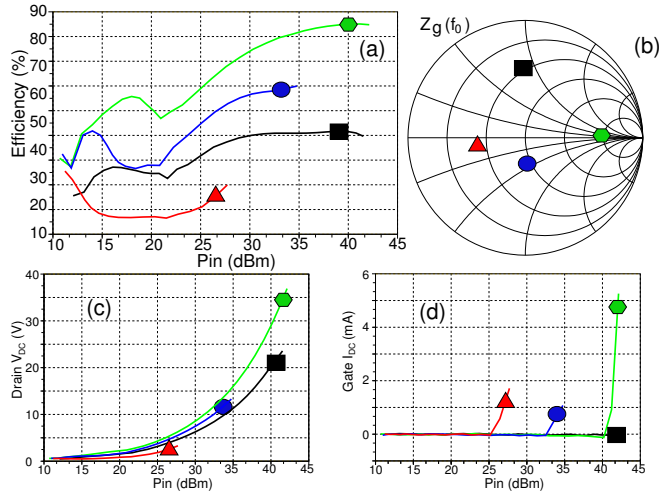 90
80
70
60
50
40
30
20
10
Efficiency (%)
(a)
10 15 20 25 30 35 40 45
Pin (dBm)
Zg(f0)
(b)
40
30
20
10
0
Drain VDC (V)
(c)
10 15 20 25 30 35 40 45
Pin (dBm)
6
4
2
0
Gate IDC (mA)
(d)
10 15 20 25 30 35 40 45
Pin (dBm)